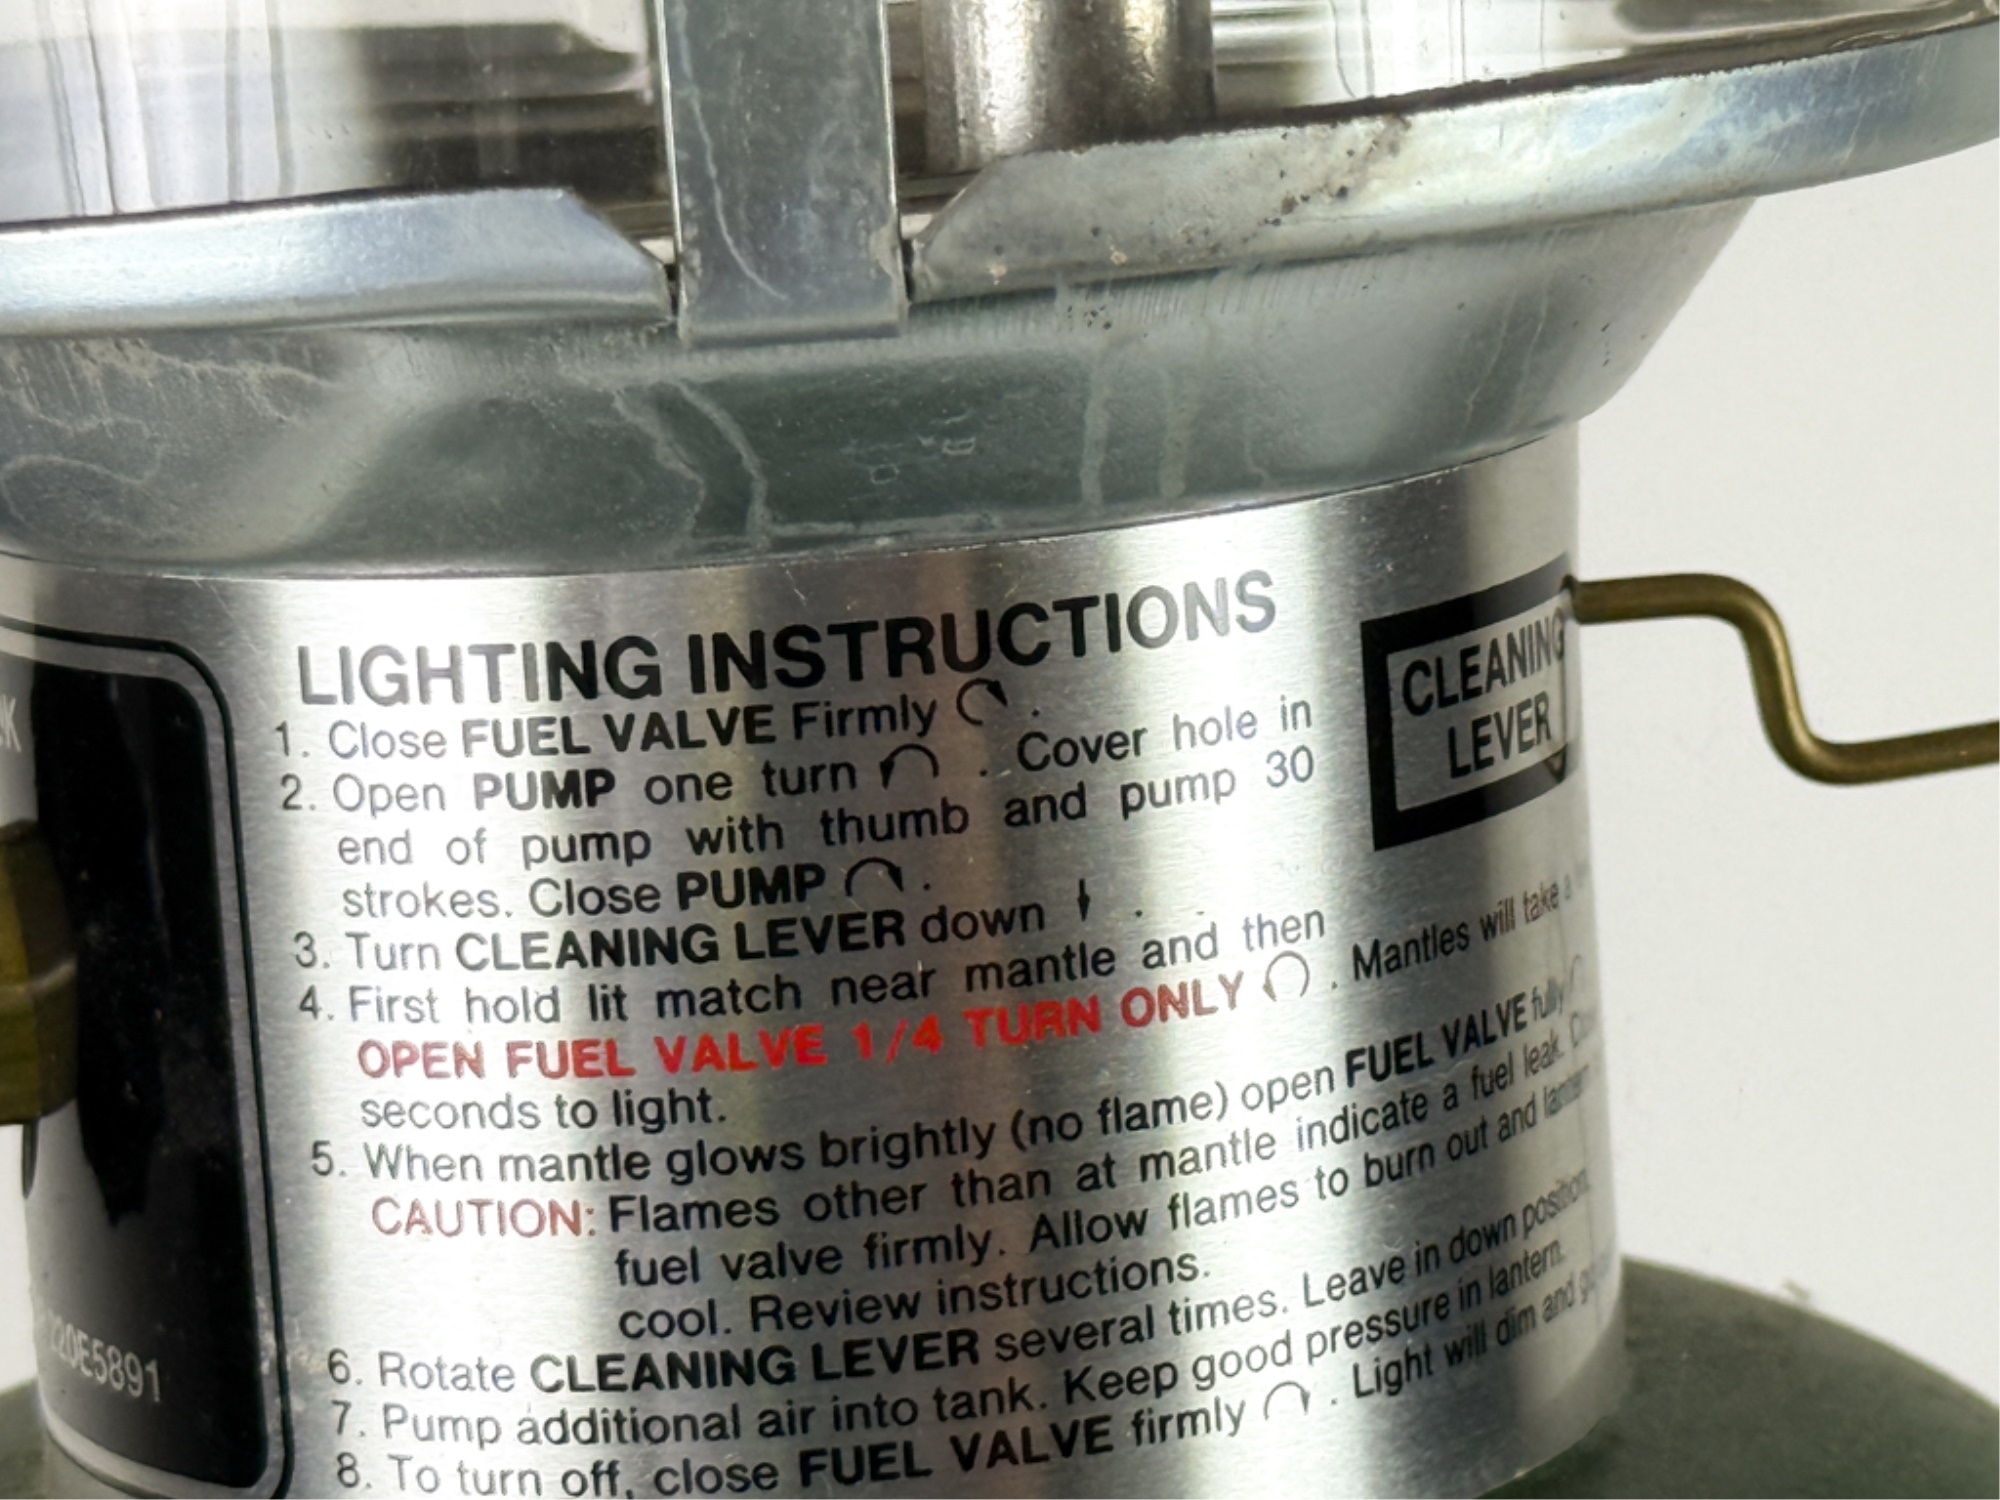 LIGHTING INSTRUCTIONS
1. Close FUEL VALVE Firmly .
2. Open PUMP one turn . Cover hole in
end of pump with thumb and pump 30
strokes. Close PUMP .
3. Turn CLEANING LEVER down .
4. First hold lit match near mantle and then
OPEN FUEL VALVE 1/4 TURN ONLY . Mantles will take a
seconds to light.
5. When mantle glows brightly (no flame) open FUEL VALVE fully
CAUTION: Flames other than at mantle indicate a fuel leak.
fuel valve firmly. Allow flames to burn out and lantern
cool. Review instructions.
6. Rotate CLEANING LEVER several times. Leave in down position.
7. Pump additional air into tank. Keep good pressure in lantern.
8. To turn off, close FUEL VALVE firmly . Light will dim and
CLEANING
LEVER
220E5891